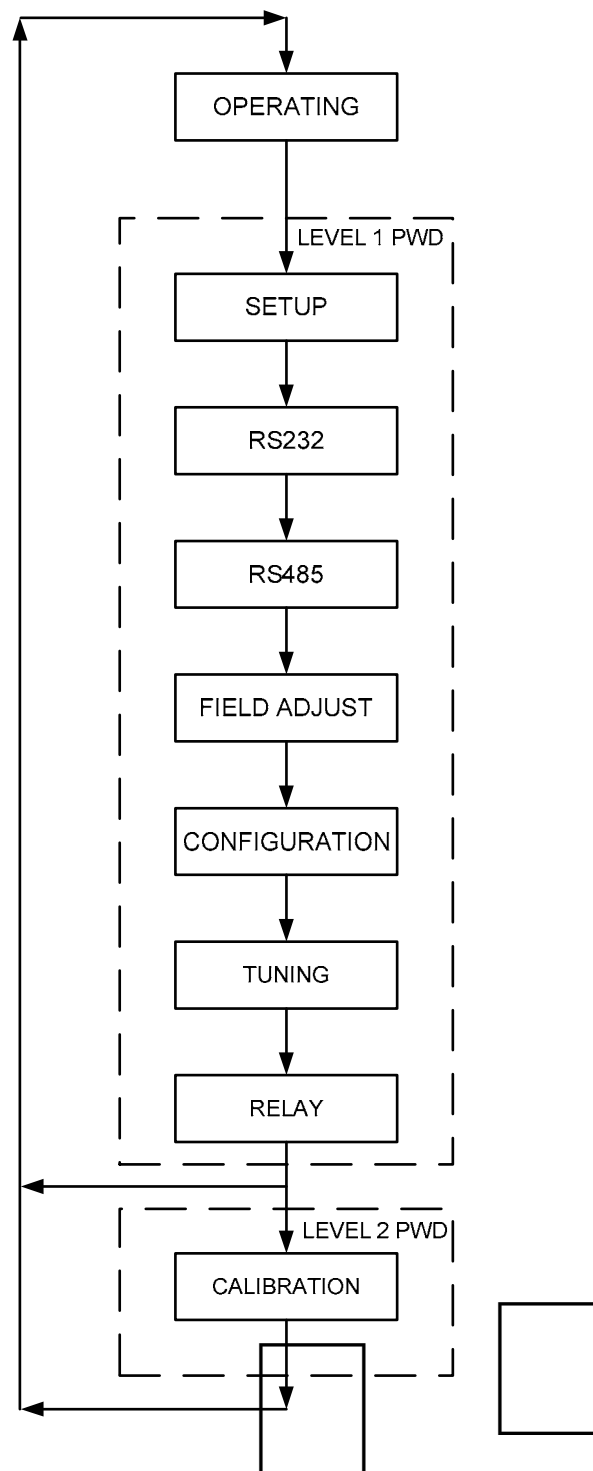 OPERATING
LEVEL 1 PWD
SETUP
RS232
RS485
FIELD ADJUST
CONFIGURATION
TUNING
RELAY
LEVEL 2 PWD
CALIBRATION